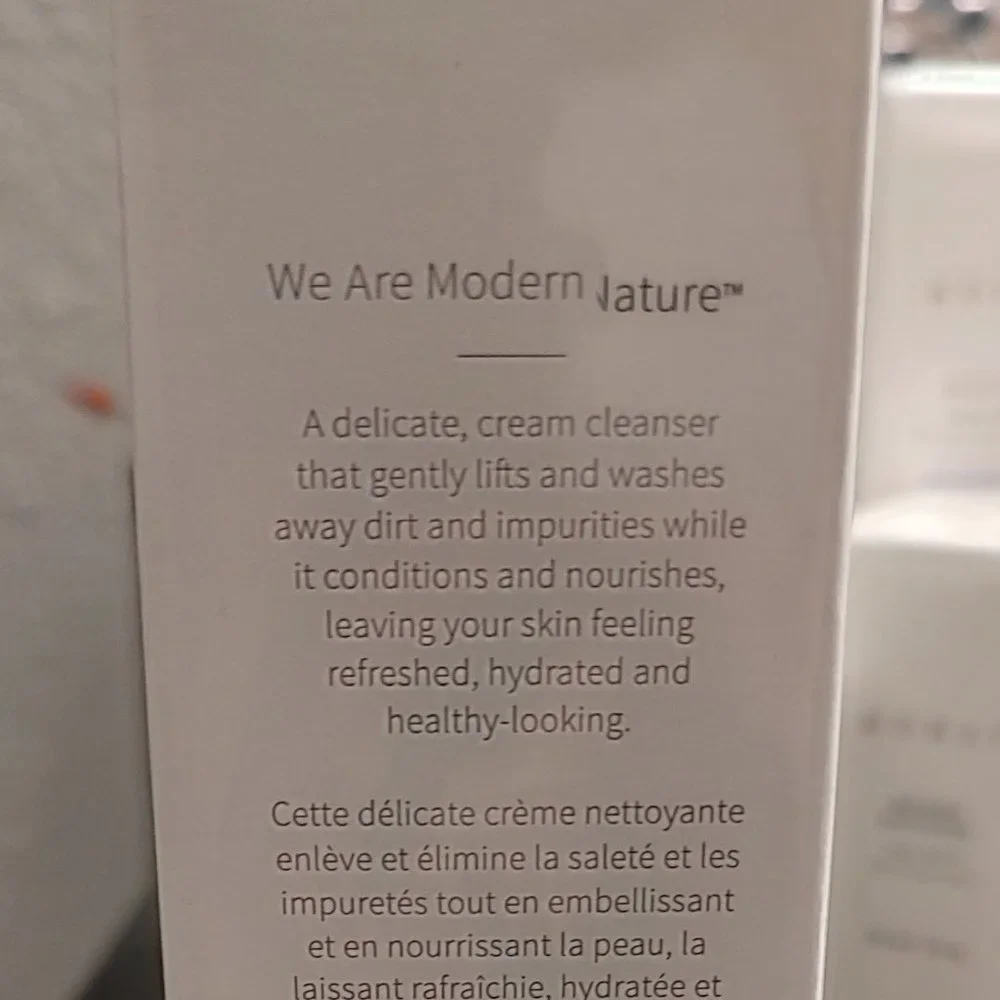 We Are Modern Nature™
A delicate, cream cleanser
that gently lifts and washes
away dirt and impurities while
it conditions and nourishes,
leaving your skin feeling
refreshed, hydrated and
healthy-looking.
Cette délicate crème nettoyante
enlève et élimine la saleté et les
impuretés tout en embellissant
et en nourrissant la peau, la
laissant rafraîchie, hydratée et